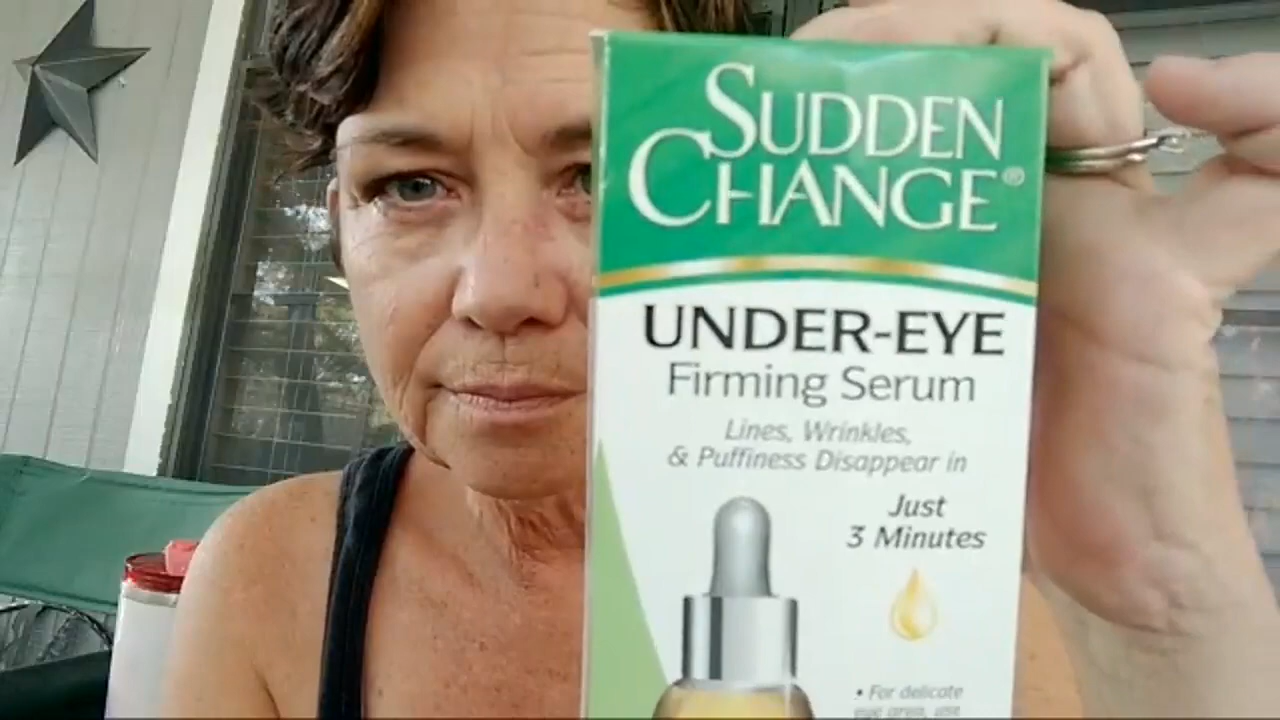 SUDDEN
CHANGE®
UNDER-EYE
Firming Serum
Lines, Wrinkles,
& Puffiness Disappear in
Just
3 Minutes
• For delicate
eye area, use